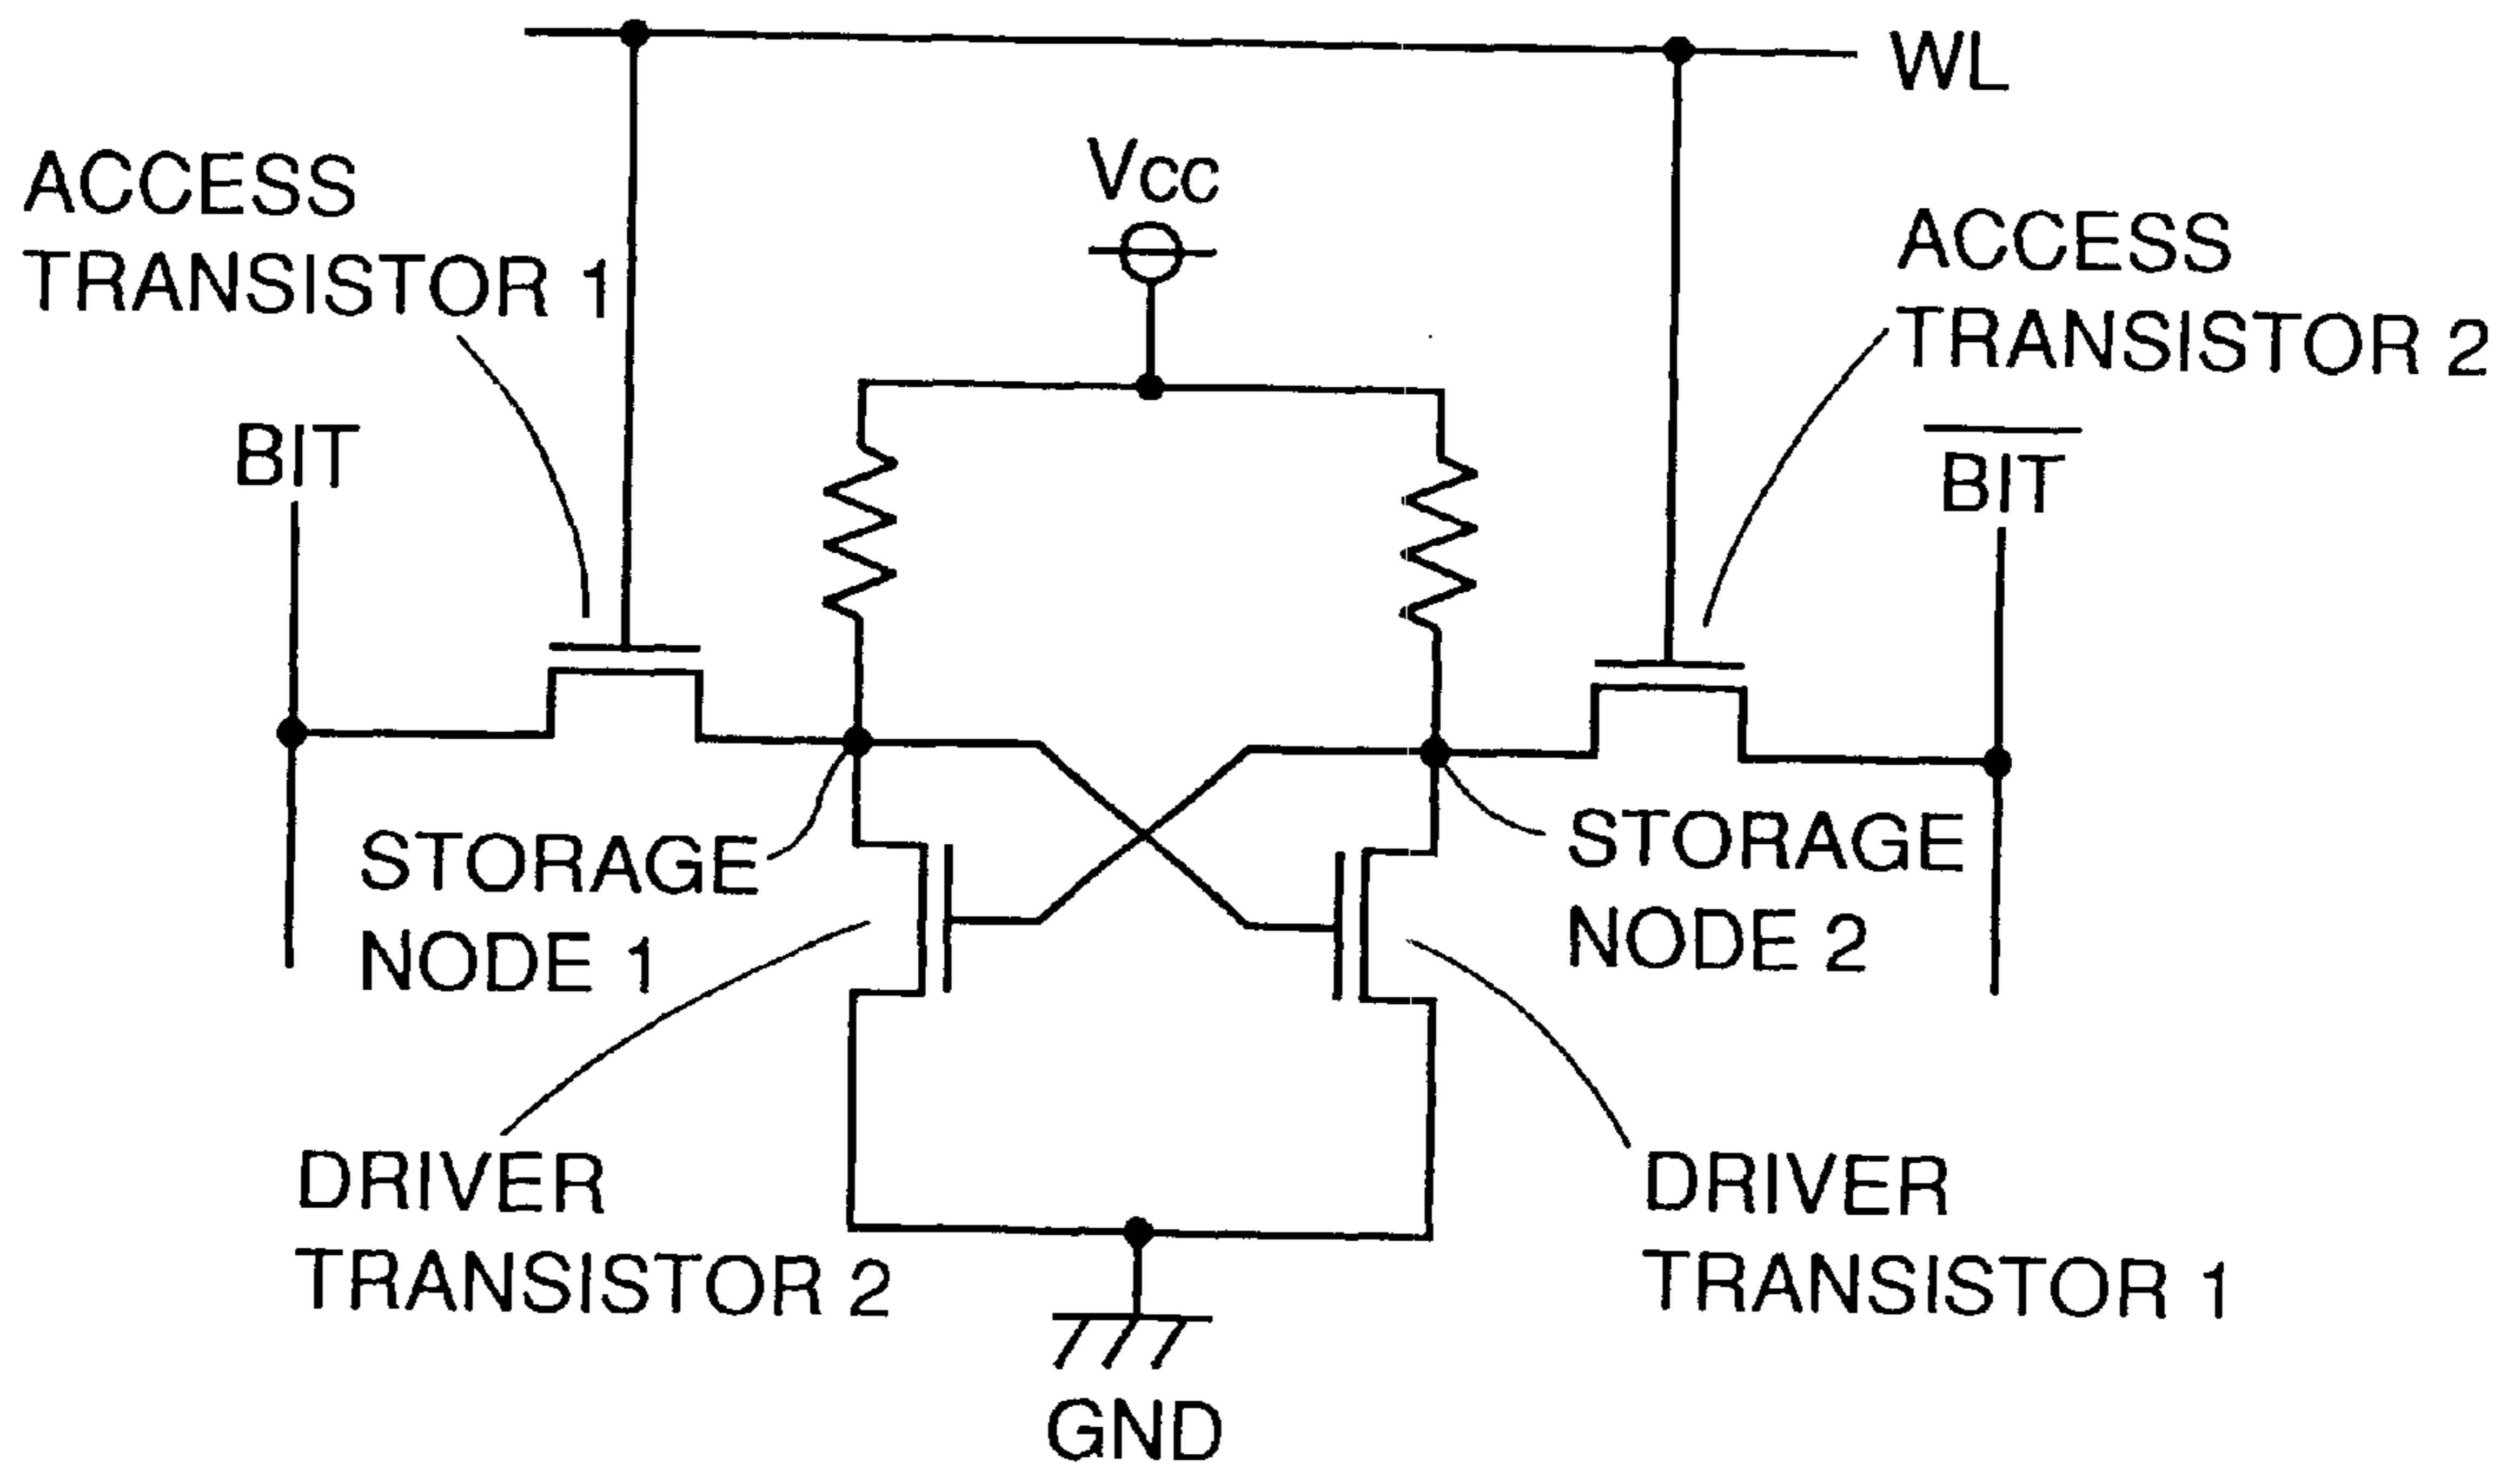 WL
VCC
ACCESS
TRANSISTOR 1
ACCESS
TRANSISTOR 2
BIT
BIT
STORAGE
NODE 1
STORAGE
NODE 2
DRIVER
TRANSISTOR 2
DRIVER
TRANSISTOR 1
GND